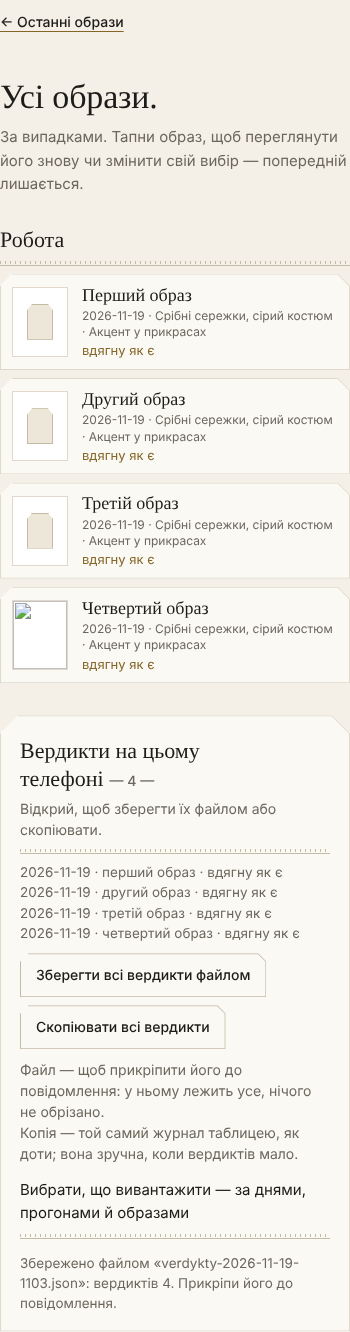 ← Останні образи
Усі образи.
За випадками. Тапни образ, щоб переглянути
його знову чи змінити свій вибір — попередній
лишається.
Робота
Перший образ
2026-11-19 · Срібні сережки, сірий костюм
· Акцент у прикрасах
вдягну як є
Другий образ
2026-11-19 · Срібні сережки, сірий костюм
· Акцент у прикрасах
вдягну як є
Третій образ
2026-11-19 · Срібні сережки, сірий костюм
· Акцент у прикрасах
вдягну як є
Четвертий образ
2026-11-19 · Срібні сережки, сірий костюм
· Акцент у прикрасах
вдягну як є
Вердикти на цьому
телефоні — 4 —
Відкрий, щоб зберегти їх файлом або
скопіювати.
2026-11-19 · перший образ · вдягну як є
2026-11-19 · другий образ · вдягну як є
2026-11-19 · третій образ · вдягну як є
2026-11-19 · четвертий образ · вдягну як є
Зберегти всі вердикти файлом
Скопіювати всі вердикти
Файл — щоб прикріпити його до
повідомлення: у ньому лежить усе, нічого
не обрізано.
Копія — той самий журнал таблицею, як
доти; вона зручна, коли вердиктів мало.
Вибрати, що вивантажити — за днями,
прогонами й образами
Збережено файлом «verdykty-2026-11-19-
1103.json»: вердиктів 4. Прикріпи його до
повідомлення.